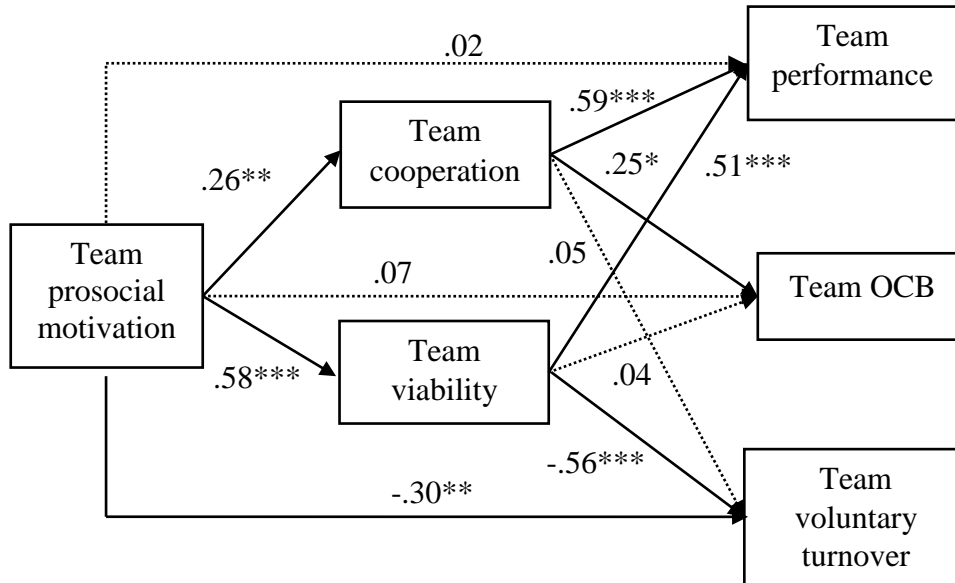 .02
Team
performance
.59***
Team
cooperation
.25*
.51***
.26**
Team
prosocial
motivation
.05
.07
Team OCB
.58***
Team
viability
.04
-.56***
-.30**
Team
voluntary
turnover